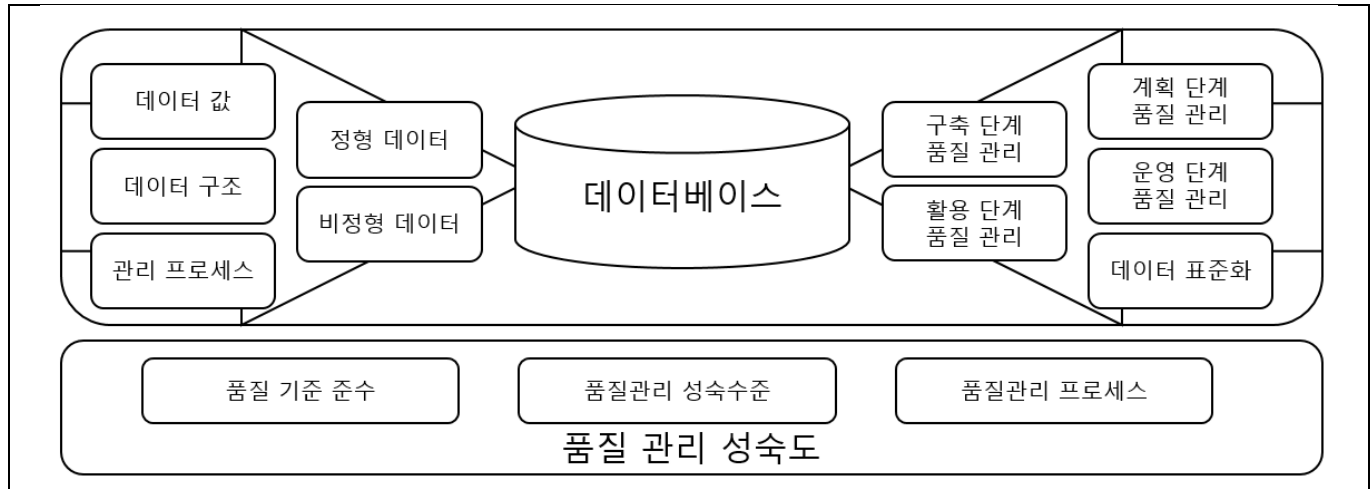 데이터 값
데이터 구조
관리 프로세스
정형 데이터
비정형 데이터
데이터베이스
구축 단계
품질 관리
활용 단계
품질 관리
계획 단계
품질 관리
운영 단계
품질 관리
데이터 표준화
품질 기준 준수
품질관리 성숙수준
품질관리 프로세스
품질 관리 성숙도